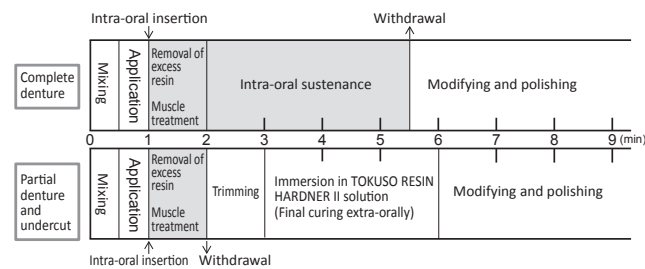 Intra-oral insertion
Withdrawal
Complete
denture
Mixing
Application
Removal of
excess
resin
Muscle
treatment
Intra-oral sustenance
Modifying and polishing
0 1 2 3 4 5 6 7 8 9 (min)
Partial
denture
and
undercut
Mixing
Application
Removal of
excess
resin
Muscle
treatment
Trimming
Immersion in TOKUSO RESIN
HARDNER II solution
(Final curing extra-orally)
Modifying and polishing
Intra-oral insertion
Withdrawal